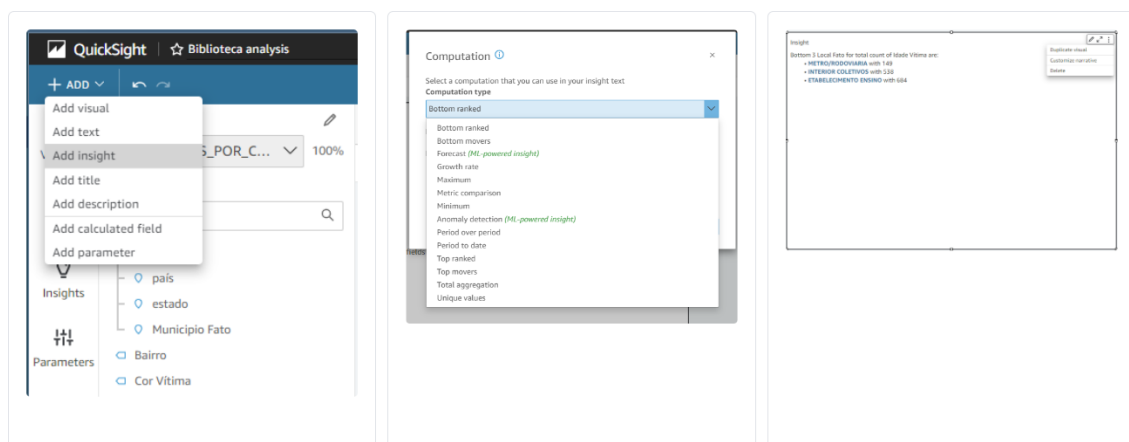 QuickSight
Biblioteca analysis
ADD
Add visual
Add text
Add insight
Add title
Add description
Add calculated field
Add parameter
S_POR_C...
100%
Insights
Parameters
país
estado
Municipio Fato
Bairro
Cor Vítima
Computation
Select a computation that you can use in your insight text
Computation type
Bottom ranked
Bottom ranked
Bottom movers
Forecast (ML-powered insight)
Growth rate
Maximum
Metric comparison
Minimum
Anomaly detection (ML-powered insight)
Period over period
Period to date
Top ranked
Top movers
Total aggregation
Unique values
fields
Insight
Bottom 3 Local Fato for total count of Idade Vítima are:
• METRO/RODOVIARIA with 149
• INTERIOR COLETIVOS with 538
• ETABELECIMENTO ENSINO with 684
Duplicate visual
Customize narrative
Delete